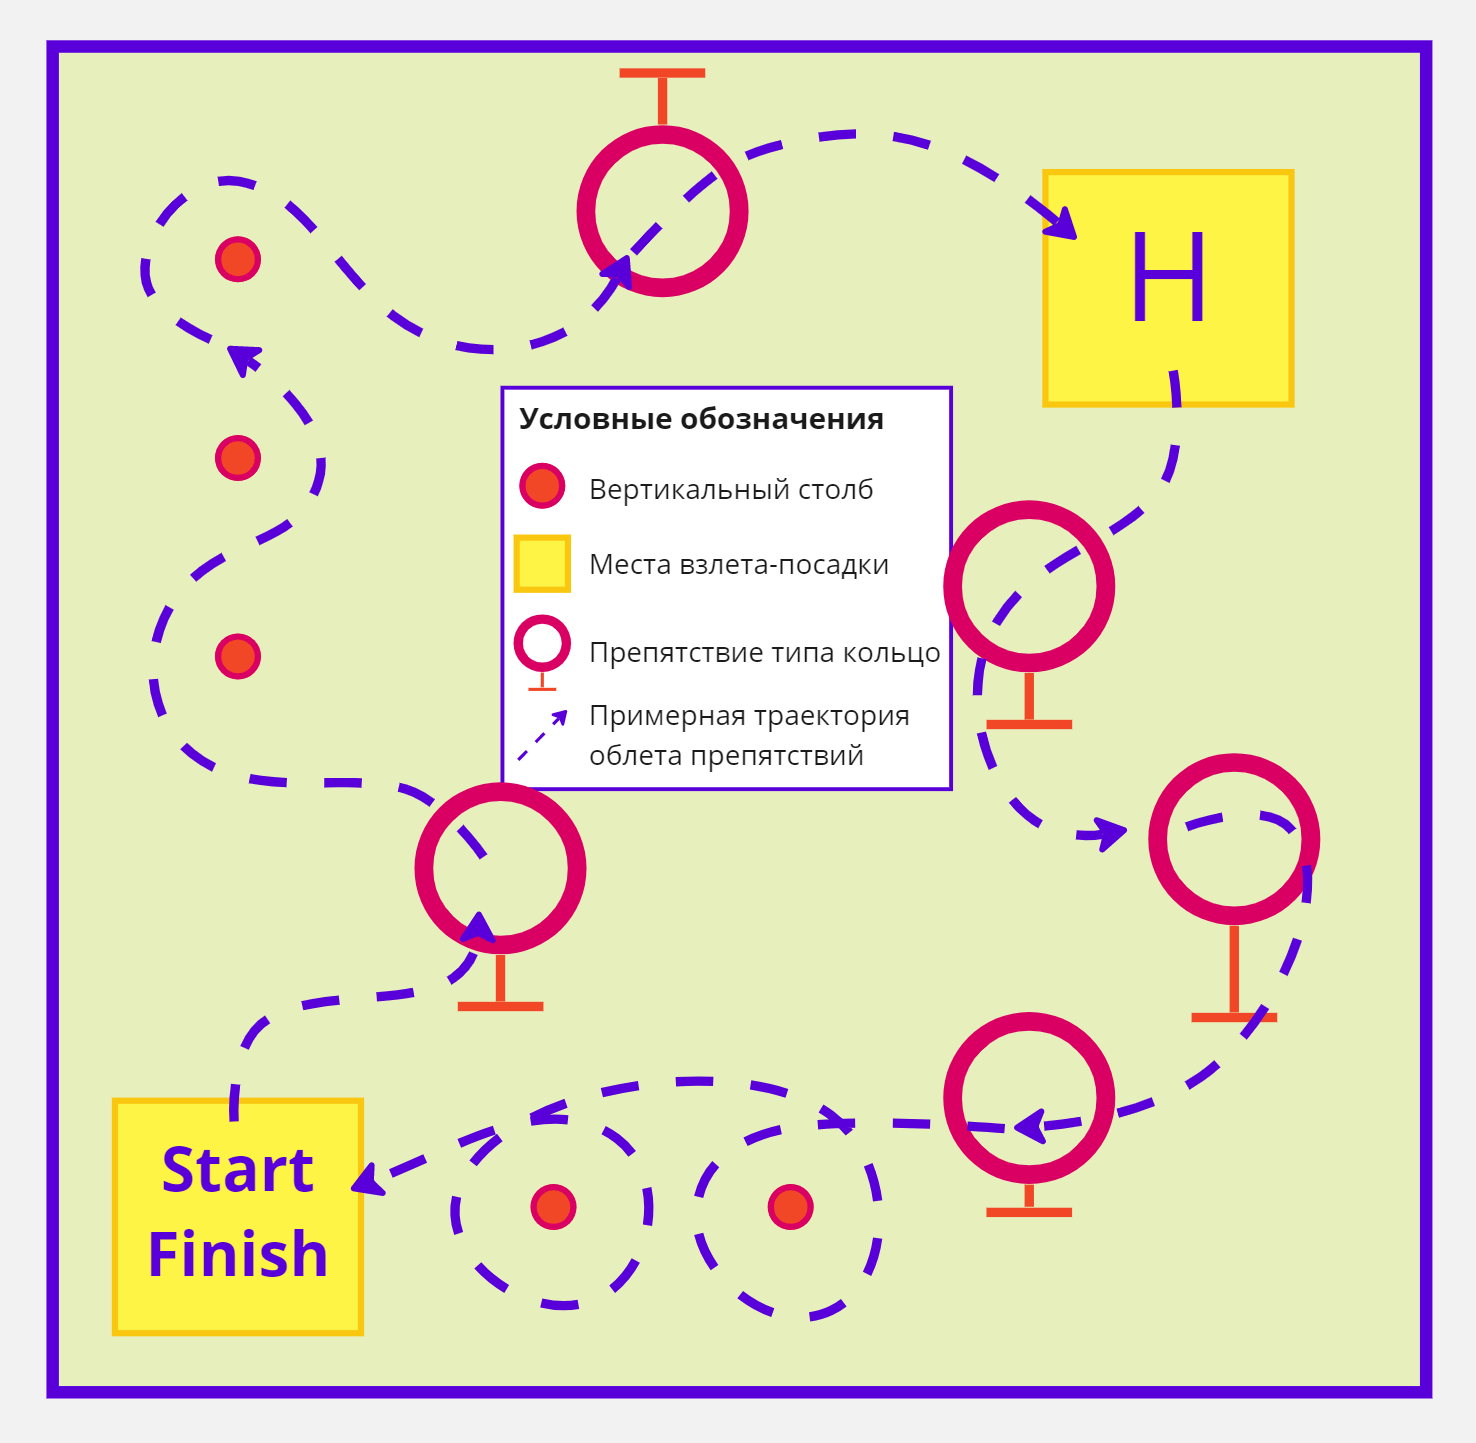 H
Условные обозначения
Вертикальный столб
Места взлета-посадки
Препятствие типа кольцо
Примерная траектория
облета препятствий
Start
Finish